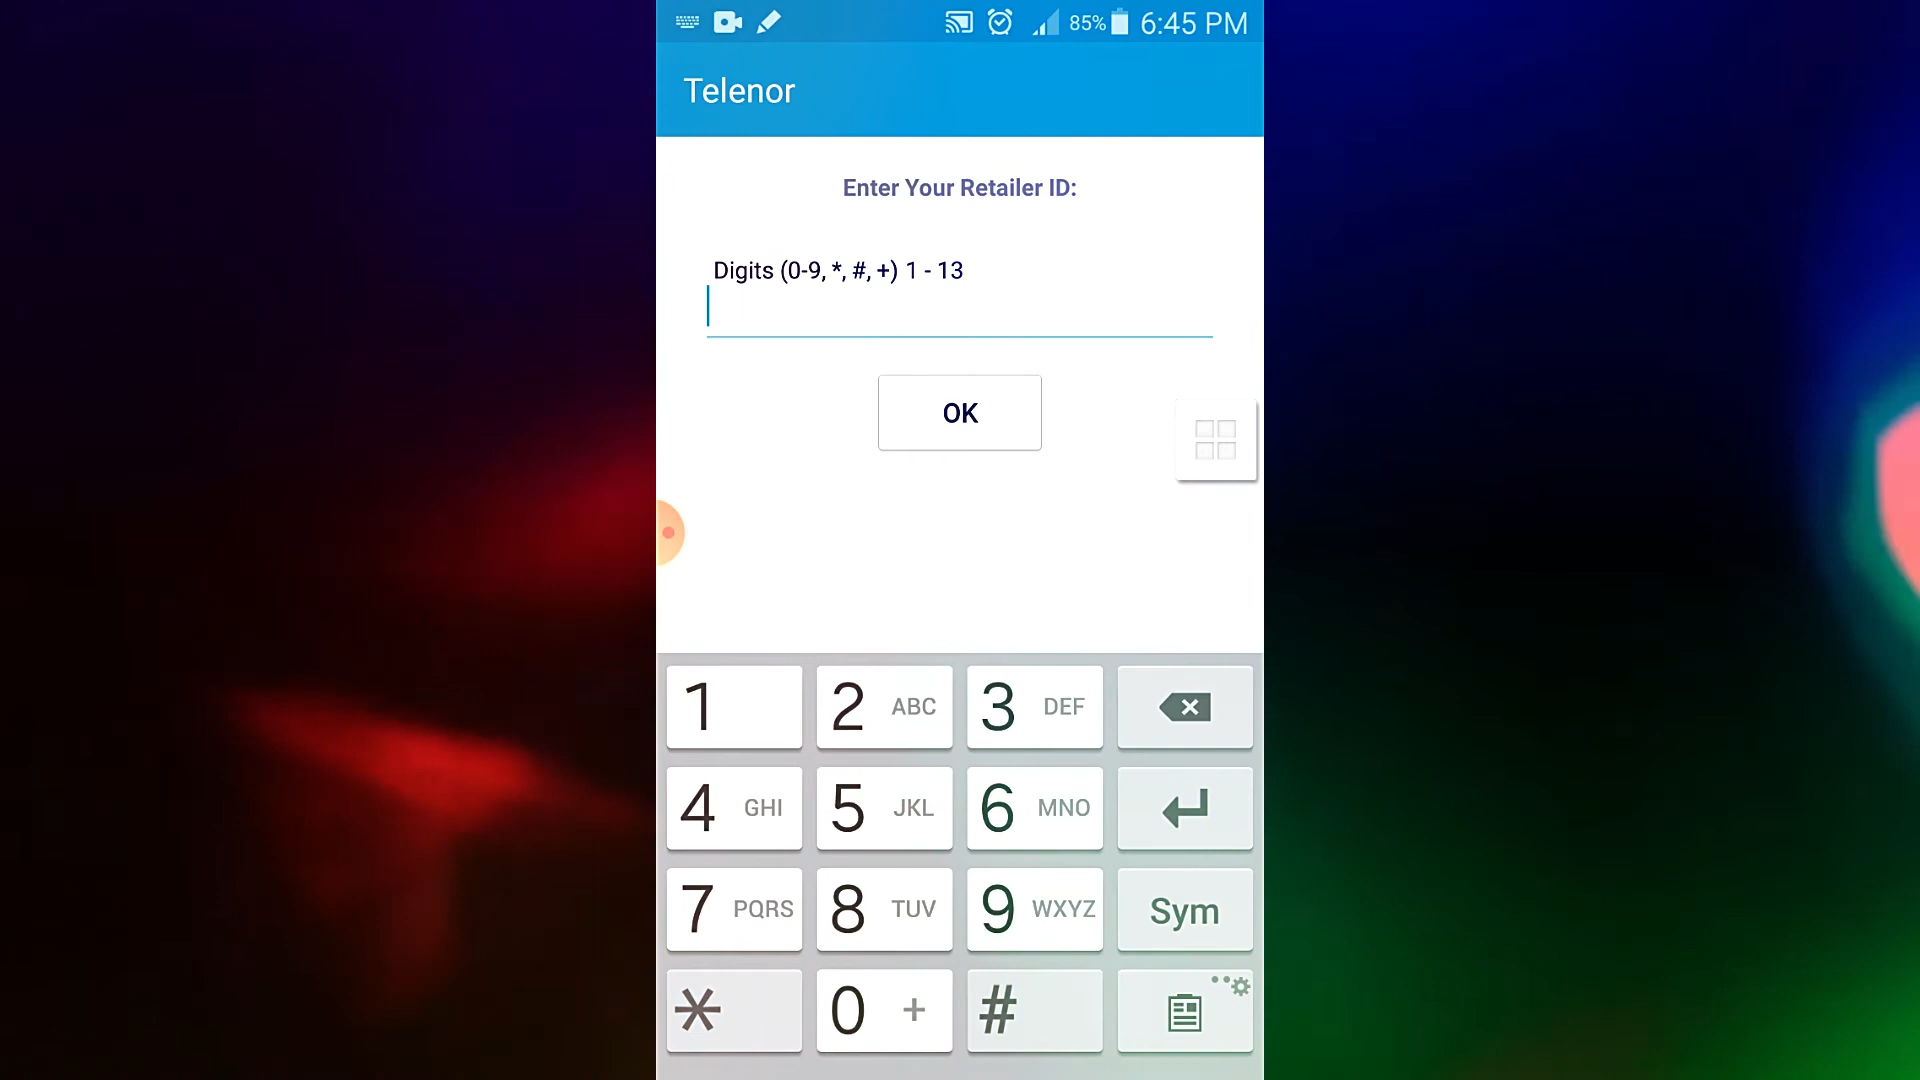 85% 6:45 PM
Telenor
Enter Your Retailer ID:
Digits (0-9, *, #, +) 1 - 13
OK
1 2 ABC 3 DEF
4 GHI 5 JKL 6 MNO
7 PQRS 8 TUV 9 WXYZ Sym
* 0 + #